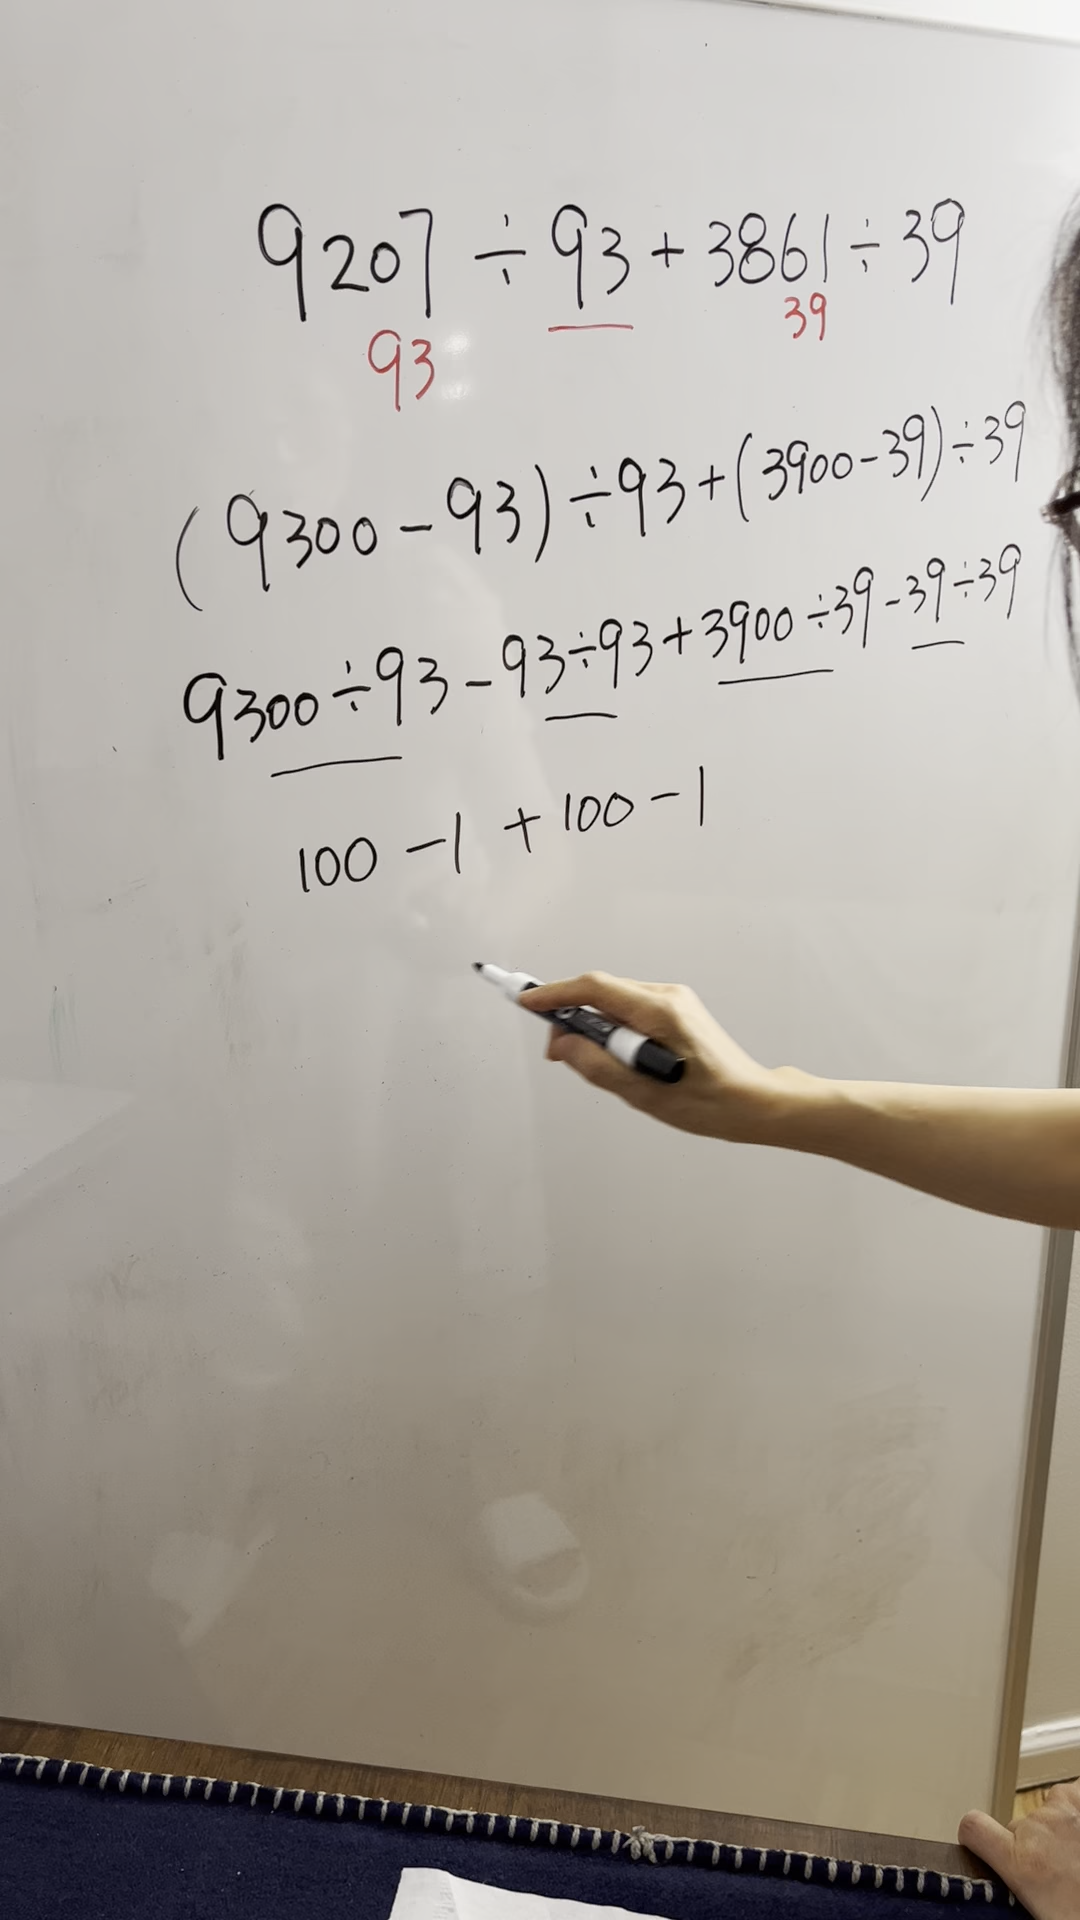 9207 ÷ 93 + 3861 ÷ 39
93 39
(9300 - 93) ÷ 93 + (3900 - 39) ÷ 39
9300 ÷ 93 - 93 ÷ 93 + 3900 ÷ 39 - 39 ÷ 39
100 - 1 + 100 - 1